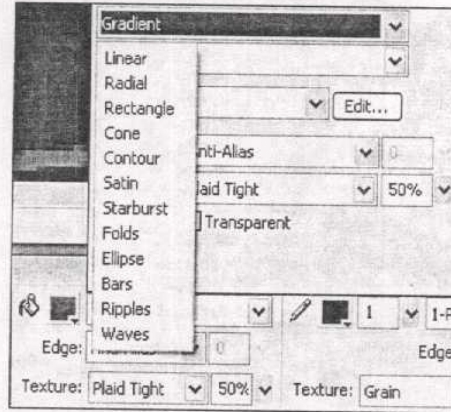 Gradient
Linear
Radial
Rectangle
Edit...
Cone
Contour
nti-Alias
0
Satin
laid Tight
50%
Starburst
Transparent
Folds
Ellipse
Bars
Ripples
1
1-P
Waves
Edge:
0
Edge
Texture: Plaid Tight 50% Texture: Grain